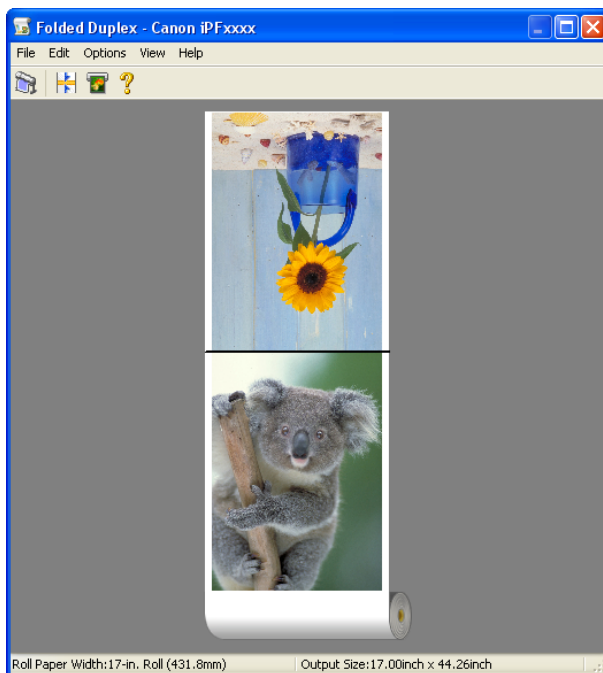 Folded Duplex - Canon iPFxxxx
File Edit Options View Help
Roll Paper Width:17-in. Roll (431.8mm) Output Size:17.00inch x 44.26inch